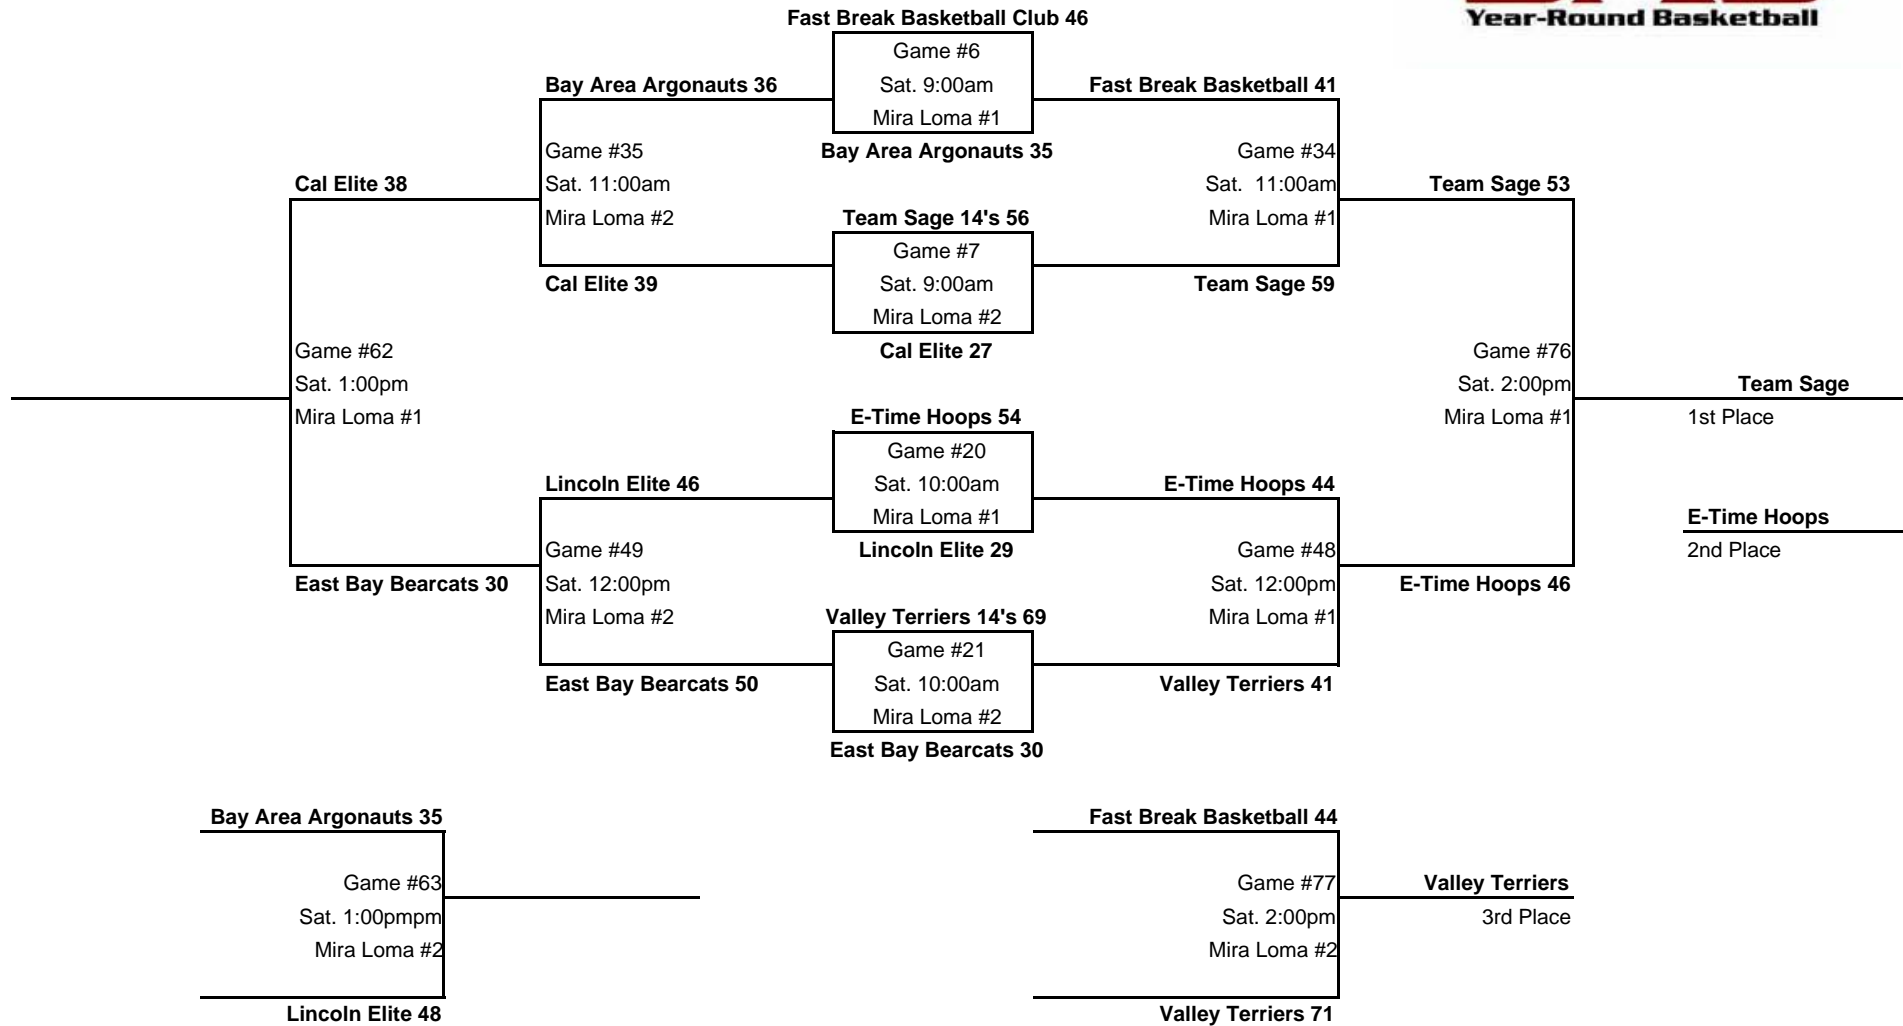 Year-Round Basketball
Fast Break Basketball Club 46
Game #6
Bay Area Argonauts 36
Sat. 9:00am
Fast Break Basketball 41
Mira Loma #1
Game #35
Bay Area Argonauts 35
Game #34
Cal Elite 38
Sat. 11:00am
Sat. 11:00am
Team Sage 53
Mira Loma #2
Team Sage 14's 56
Mira Loma #1
Game #7
Cal Elite 39
Sat. 9:00am
Team Sage 59
Mira Loma #2
Game #62
Cal Elite 27
Game #76
Sat. 1:00pm
Sat. 2:00pm
Team Sage
Mira Loma #1
E-Time Hoops 54
Mira Loma #1
1st Place
Game #20
Lincoln Elite 46
Sat. 10:00am
E-Time Hoops 44
Mira Loma #1
E-Time Hoops
Game #49
Lincoln Elite 29
Game #48
2nd Place
East Bay Bearcats 30
Sat. 12:00pm
Sat. 12:00pm
E-Time Hoops 46
Mira Loma #2
Valley Terriers 14's 69
Mira Loma #1
Game #21
East Bay Bearcats 50
Sat. 10:00am
Valley Terriers 41
Mira Loma #2
East Bay Bearcats 30
Bay Area Argonauts 35
Fast Break Basketball 44
Game #63
Game #77
Valley Terriers
Sat. 1:00pmpm
Sat. 2:00pm
3rd Place
Mira Loma #2
Mira Loma #2
Lincoln Elite 48
Valley Terriers 71